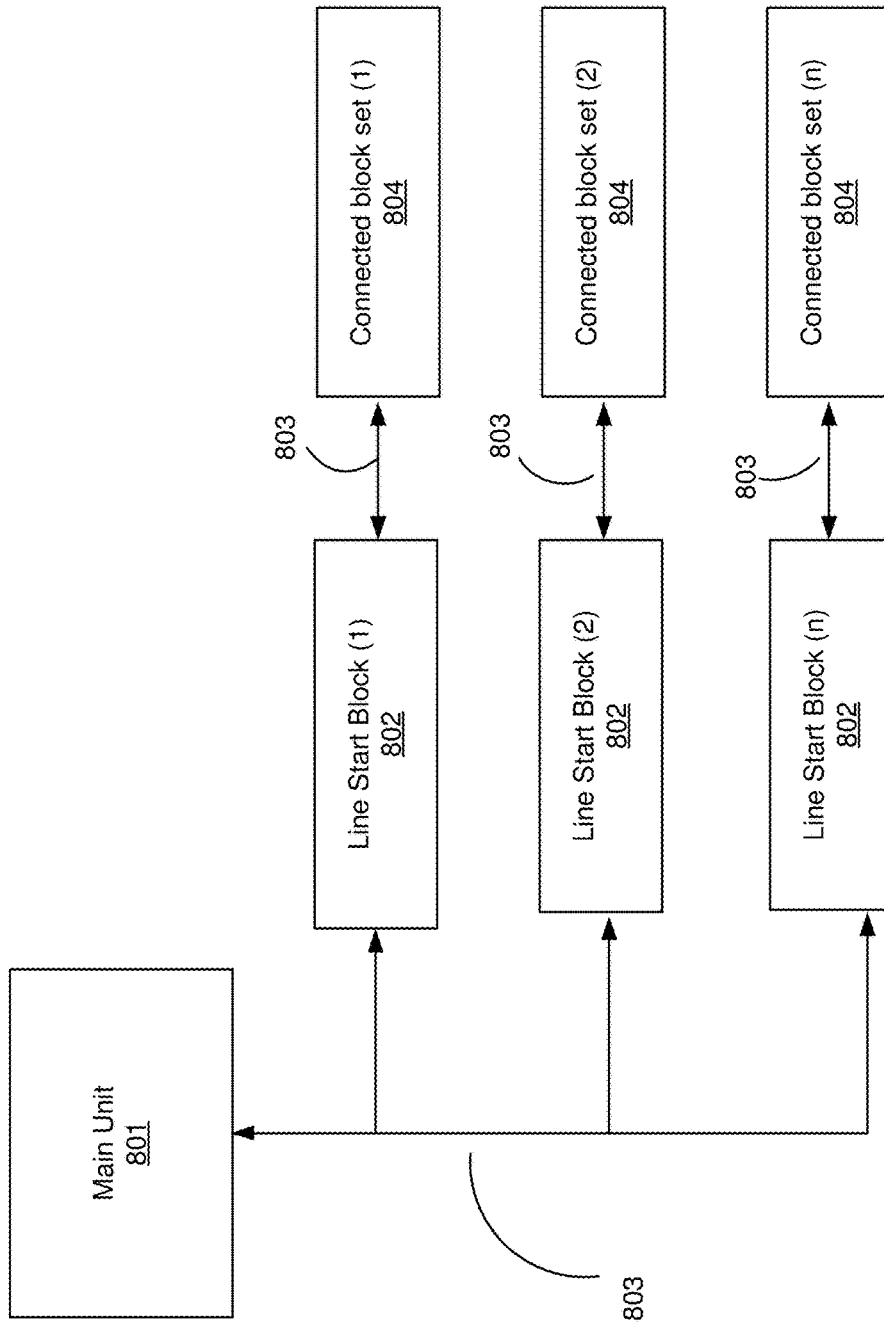 Main Unit
801
803
Line Start Block (1)
802
803
Connected block set (1)
804
Line Start Block (2)
802
803
Connected block set (2)
804
Line Start Block (n)
802
803
Connected block set (n)
804